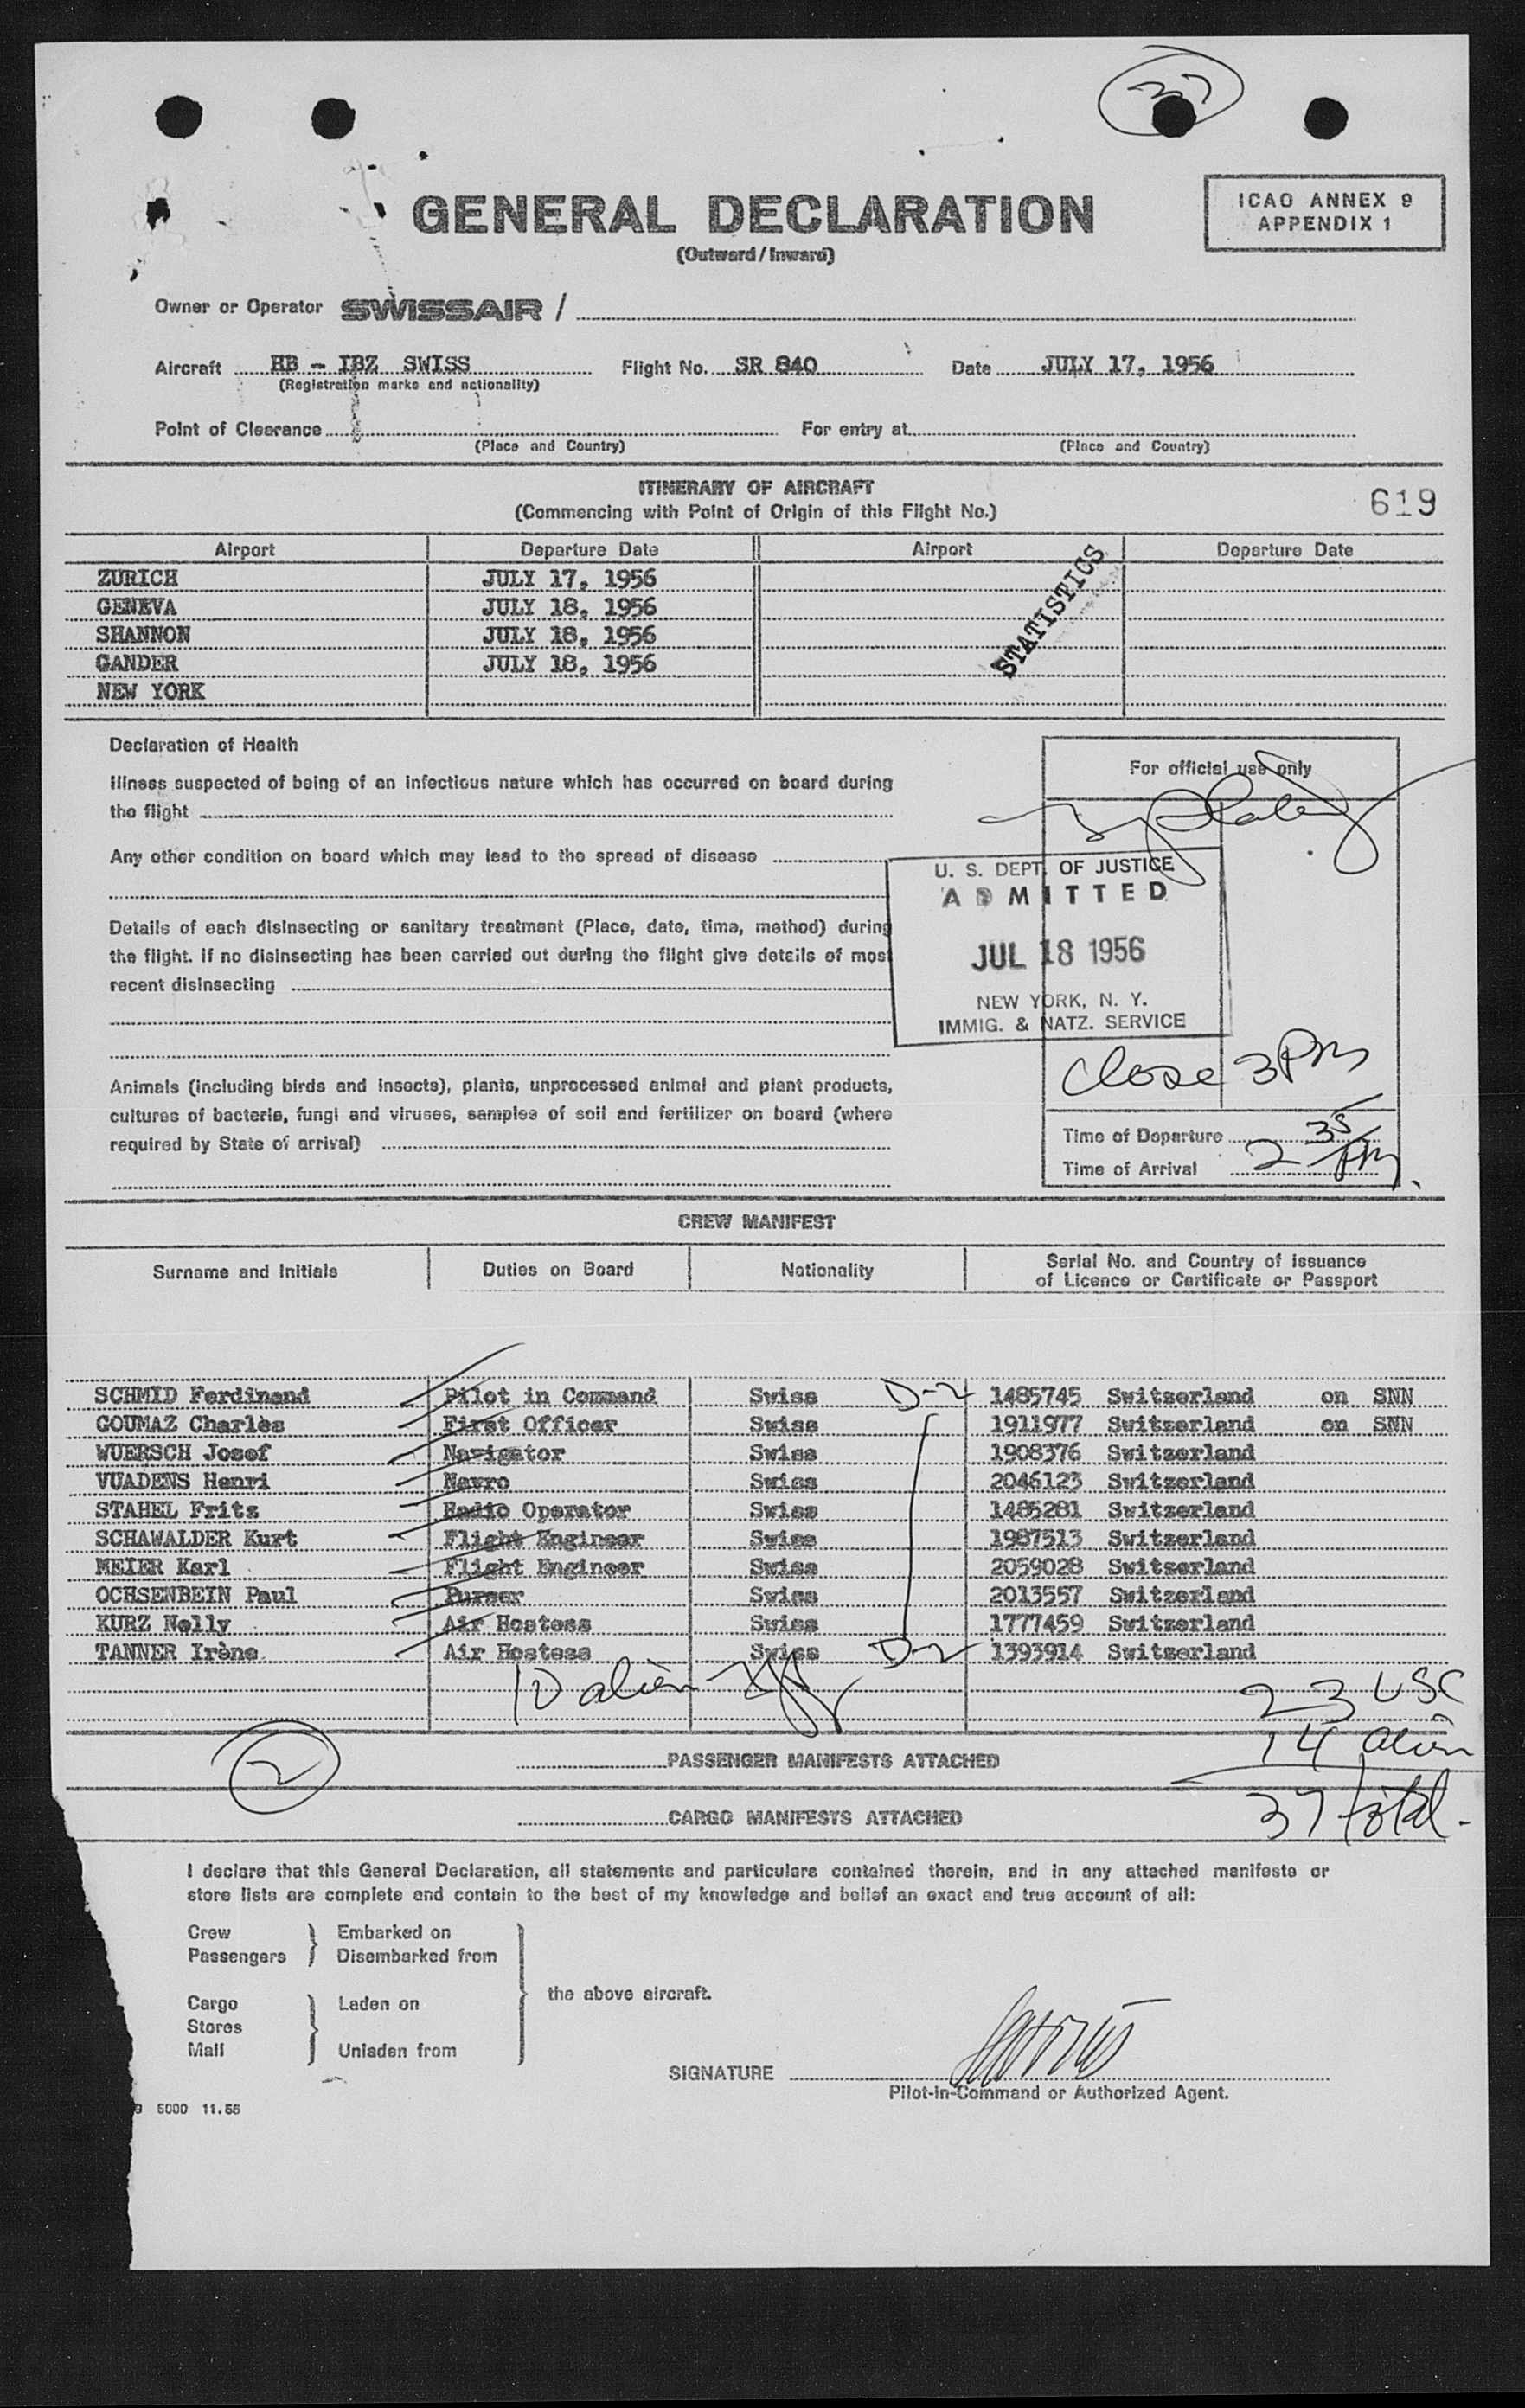 37
GENERAL DECLARATION
(Outward / Inward)
ICAO ANNEX 9
APPENDIX 1
Owner or Operator SWISSAIR /
Aircraft HB - IBZ SWISS Flight No. SR 840 Date JULY 17, 1956
(Registration marks and nationality)
Point of Clearance For entry at
(Place and Country) (Place and Country)
ITINERARY OF AIRCRAFT
(Commencing with Point of Origin of this Flight No.)
619
Airport Departure Date Airport Departure Date
ZURICH JULY 17, 1956
GENEVA JULY 18, 1956
SHANNON JULY 18, 1956
GANDER JULY 18, 1956
NEW YORK
STATISTICS
Declaration of Health
Illness suspected of being of an infectious nature which has occurred on board during
the flight
Any other condition on board which may lead to the spread of disease
Details of each disinsecting or sanitary treatment (Place, date, time, method) during
the flight. If no disinsecting has been carried out during the flight give details of most
recent disinsecting
Animals (including birds and insects), plants, unprocessed animal and plant products,
cultures of bacteria, fungi and viruses, samples of soil and fertilizer on board (where
required by State of arrival)
For official use only
U. S. DEPT. OF JUSTICE
ADMITTED
JUL 18 1956
NEW YORK, N. Y.
IMMIG. & NATZ. SERVICE
Close 3 PM
Time of Departure
Time of Arrival 2 35 PM
CREW MANIFEST
Surname and Initials Duties on Board Nationality Serial No. and Country of issuance
of Licence or Certificate or Passport
SCHMID Ferdinand Pilot in Command Swiss D-2 1485745 Switzerland on SNN
GOUMAZ Charlès First Officer Swiss 1911977 Switzerland on SNN
WUERSCH Josef Navigator Swiss 1908376 Switzerland
VUADENS Henri Navro Swiss 2046123 Switzerland
STAHEL Fritz Radio Operator Swiss 1485281 Switzerland
SCHAWALDER Kurt Flight Engineer Swiss 1987513 Switzerland
MEIER Karl Flight Engineer Swiss 2059028 Switzerland
OCHSENBEIN Paul Purser Swiss 2013557 Switzerland
KURZ Nelly Air Hostess Swiss 1777459 Switzerland
TANNER Irène Air Hostess Swiss D-2 1393914 Switzerland
10 alien
23 USC
14 alien
37 total.
2
PASSENGER MANIFESTS ATTACHED
CARGO MANIFESTS ATTACHED
I declare that this General Declaration, all statements and particulars contained therein, and in any attached manifests or
store lists are complete and contain to the best of my knowledge and belief an exact and true account of all:
Crew Embarked on
Passengers Disembarked from
the above aircraft.
Cargo Laden on
Stores
Mail Unladen from
SIGNATURE
Pilot-in-Command or Authorized Agent.
9 5000 11.55